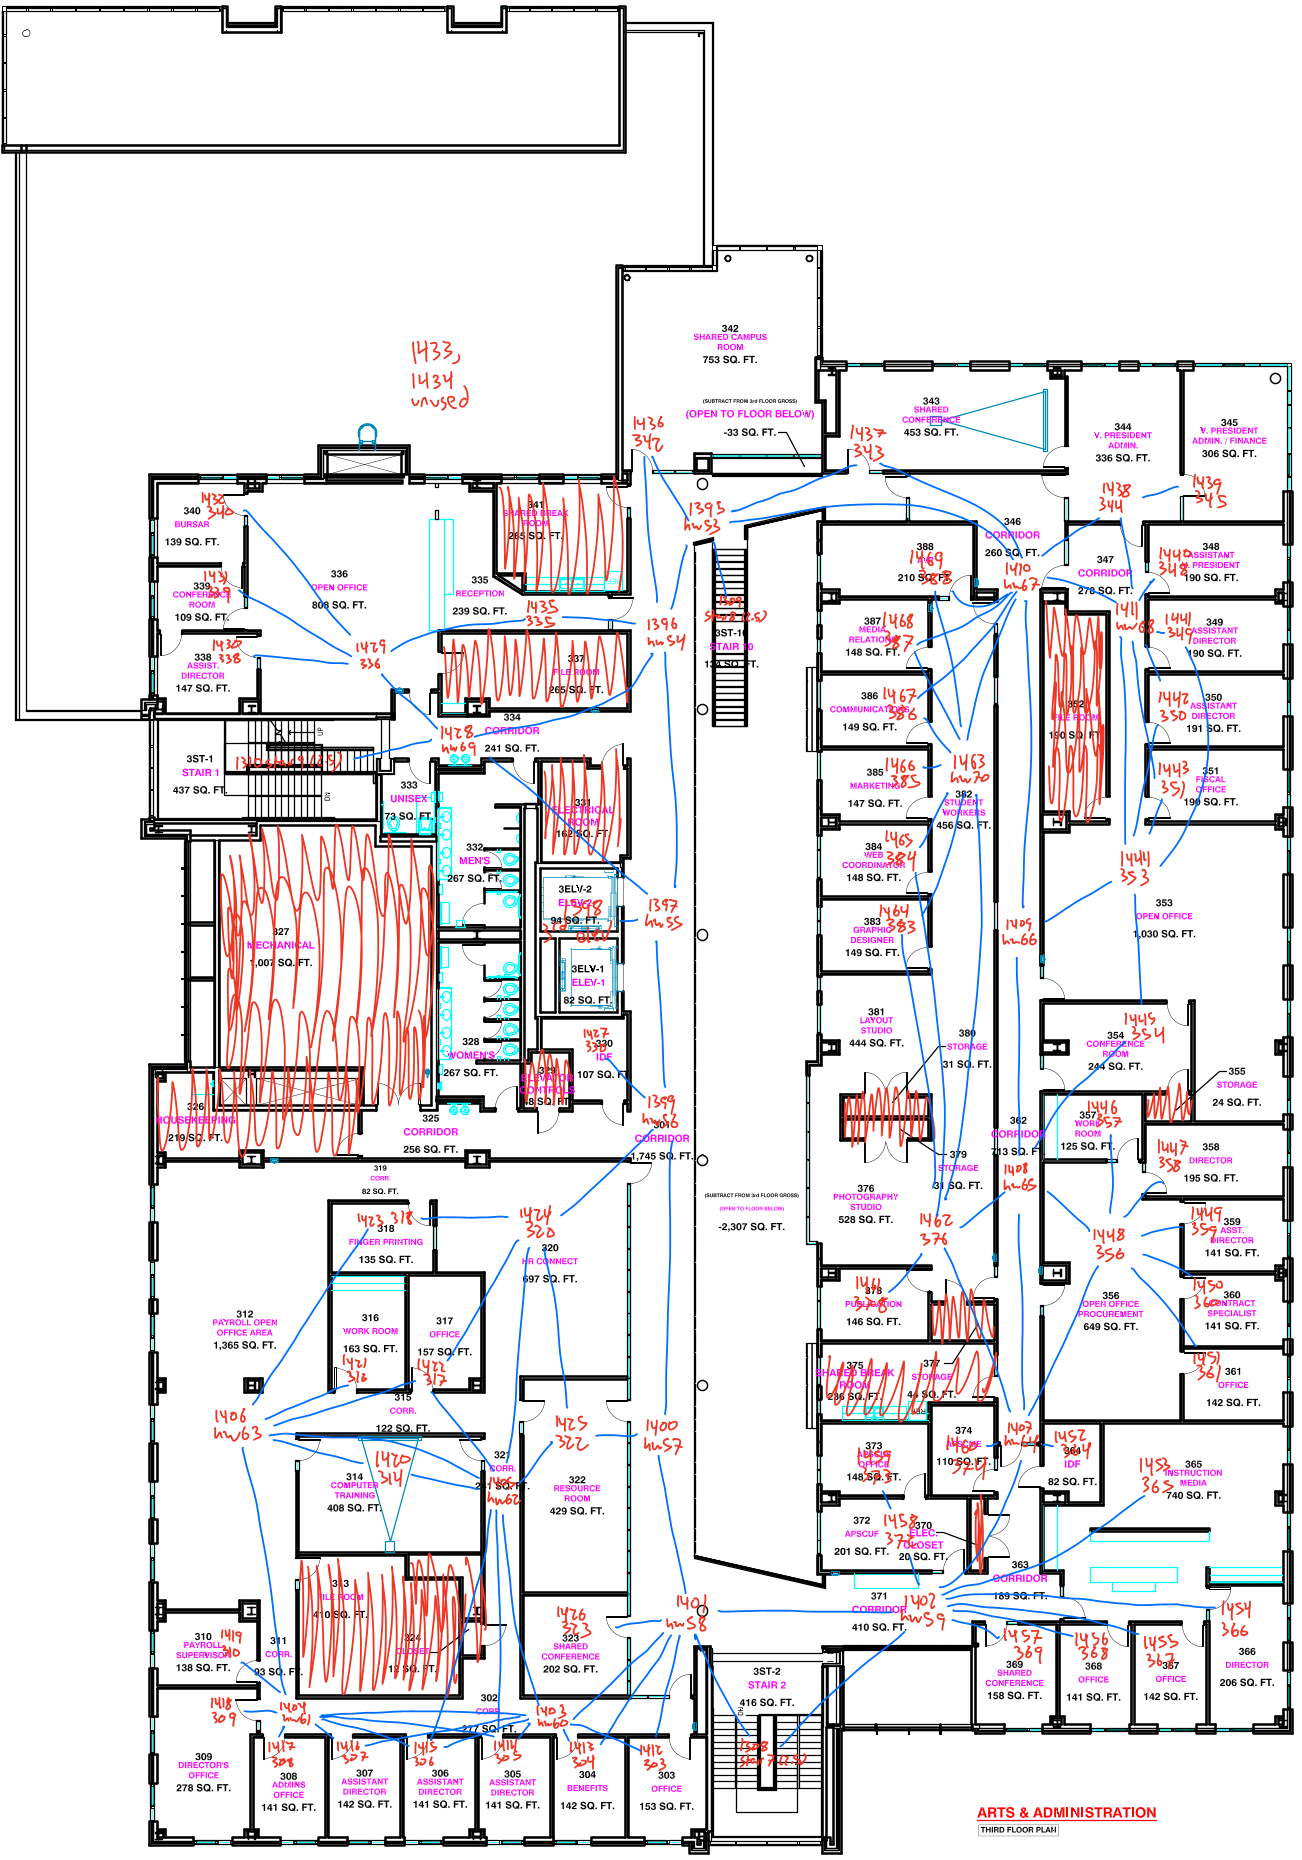 342
SHARED CAMPUS
ROOM
753 SQ. FT.
(SUBTRACT FROM 3rd FLOOR GROSS)
(OPEN TO FLOOR BELOW)
-33 SQ. FT.
1433,
1434
unused
1436
342
1437
343
343
SHARED
CONFERENCE
453 SQ. FT.
344
V. PRESIDENT
ADMIN.
336 SQ. FT.
345
V. PRESIDENT
ADMIN. / FINANCE
306 SQ. FT.
1438
344
1439
345
1395
hw53
346
CORRIDOR
260 SQ. FT.
347
CORRIDOR
278 SQ. FT.
1410
hw67
1411
hw68
340
BURSAR
139 SQ. FT.
1432
340
339
CONFERENCE
ROOM
109 SQ. FT.
1431
339
338
ASSIST.
DIRECTOR
147 SQ. FT.
1430
338
336
OPEN OFFICE
808 SQ. FT.
1429
336
335
RECEPTION
239 SQ. FT.
1435
335
341
SHARED BREAK
ROOM
265 SQ. FT.
337
FILE ROOM
265 SQ. FT.
1396
hw54
1309
stair 8 (2.5)
3ST-10
STAIR 10
134 SQ. FT.
388
210 SQ. FT.
1469
388
387
MEDIA
RELATIONS
148 SQ. FT.
1468
387
386
COMMUNICATIONS
149 SQ. FT.
1467
386
385
MARKETING
147 SQ. FT.
1466
385
384
WEB
COORDINATOR
148 SQ. FT.
1465
384
383
GRAPHIC
DESIGNER
149 SQ. FT.
1464
383
1463
hw70
382
STUDENT
WORKERS
456 SQ. FT.
348
ASSISTANT
V. PRESIDENT
190 SQ. FT.
1440
348
349
ASSISTANT
DIRECTOR
190 SQ. FT.
1441
349
350
ASSISTANT
DIRECTOR
191 SQ. FT.
1442
350
351
FISCAL
OFFICE
190 SQ. FT.
1443
351
352
FILE ROOM
190 SQ. FT.
1444
353
353
OPEN OFFICE
1,030 SQ. FT.
334
CORRIDOR
241 SQ. FT.
1428
hw69
3ST-1
STAIR 1
437 SQ. FT.
1310 stair 9 (2.5)
UP
DN
333
UNISEX
73 SQ. FT.
332
MEN'S
267 SQ. FT.
331
ELECTRICAL
ROOM
162 SQ. FT.
3ELV-2
ELEV-2
94 SQ. FT.
1398
elev
3ELV-1
ELEV-1
82 SQ. FT.
1397
hw55
327
MECHANICAL
1,007 SQ. FT.
328
WOMEN'S
267 SQ. FT.
1427
330
330
IDF
107 SQ. FT.
329
ELEVATOR
CONTROLS
326
HOUSEKEEPING
219 SQ. FT.
325
CORRIDOR
256 SQ. FT.
1399
hw56
CORRIDOR
1,745 SQ. FT.
1409
hw66
381
LAYOUT
STUDIO
444 SQ. FT.
380
STORAGE
31 SQ. FT.
379
STORAGE
31 SQ. FT.
376
PHOTOGRAPHY
STUDIO
528 SQ. FT.
1462
376
362
CORRIDOR
713 SQ. FT.
1408
hw65
354
CONFERENCE
ROOM
244 SQ. FT.
1445
354
355
STORAGE
24 SQ. FT.
357
WORK
ROOM
125 SQ. FT.
1446
357
358
DIRECTOR
195 SQ. FT.
1447
358
359
ASST.
DIRECTOR
141 SQ. FT.
1449
359
360
CONTRACT
SPECIALIST
141 SQ. FT.
1450
360
361
OFFICE
142 SQ. FT.
1451
361
1448
356
356
OPEN OFFICE
PROCUREMENT
649 SQ. FT.
(SUBTRACT FROM 3rd FLOOR GROSS)
(OPEN TO FLOOR BELOW)
-2,307 SQ. FT.
319
CORR.
82 SQ. FT.
1423 318
318
FINGER PRINTING
135 SQ. FT.
1424
320
320
HR CONNECT
697 SQ. FT.
312
PAYROLL OPEN
OFFICE AREA
1,365 SQ. FT.
316
WORK ROOM
163 SQ. FT.
1421
316
317
OFFICE
157 SQ. FT.
1422
317
315
CORR.
122 SQ. FT.
1406
hw63
1420
314
314
COMPUTER
TRAINING
408 SQ. FT.
321
CORR.
1405
hw62
1425
322
322
RESOURCE
ROOM
429 SQ. FT.
1400
hw57
1461
378
PUBLICATION
146 SQ. FT.
377
STORAGE
375
SHARED BREAK
ROOM
236 SQ. FT.
REF.
374
110 SQ. FT.
1460
374
1407
hw64
1452
364
IDF
82 SQ. FT.
1453
365
365
INSTRUCTION
MEDIA
740 SQ. FT.
373
OFFICE
148 SQ. FT.
1459
373
372
APSCUF
201 SQ. FT.
1458
372
370
ELEC.
CLOSET
20 SQ. FT.
363
CORRIDOR
189 SQ. FT.
371
CORRIDOR
410 SQ. FT.
1402
hw59
313
FILE ROOM
410 SQ. FT.
324
CLOSET
1426
323
323
SHARED
CONFERENCE
202 SQ. FT.
1401
hw58
310
PAYROLL
SUPERVISOR
138 SQ. FT.
1419
310
311
CORR.
93 SQ. FT.
1418
309
309
DIRECTOR'S
OFFICE
278 SQ. FT.
1404
hw61
302
CORR.
277 SQ. FT.
1403
hw60
1417
308
308
ADMINS
OFFICE
141 SQ. FT.
1416
307
307
ASSISTANT
DIRECTOR
142 SQ. FT.
1415
306
306
ASSISTANT
DIRECTOR
141 SQ. FT.
1414
305
305
ASSISTANT
DIRECTOR
141 SQ. FT.
1413
304
304
BENEFITS
142 SQ. FT.
1412
303
303
OFFICE
153 SQ. FT.
3ST-2
STAIR 2
416 SQ. FT.
DN
1308
stair 7 (2.5)
1457
369
369
SHARED
CONFERENCE
158 SQ. FT.
1456
368
368
OFFICE
141 SQ. FT.
1455
367
367
OFFICE
142 SQ. FT.
1454
366
366
DIRECTOR
206 SQ. FT.
ARTS & ADMINISTRATION
THIRD FLOOR PLAN